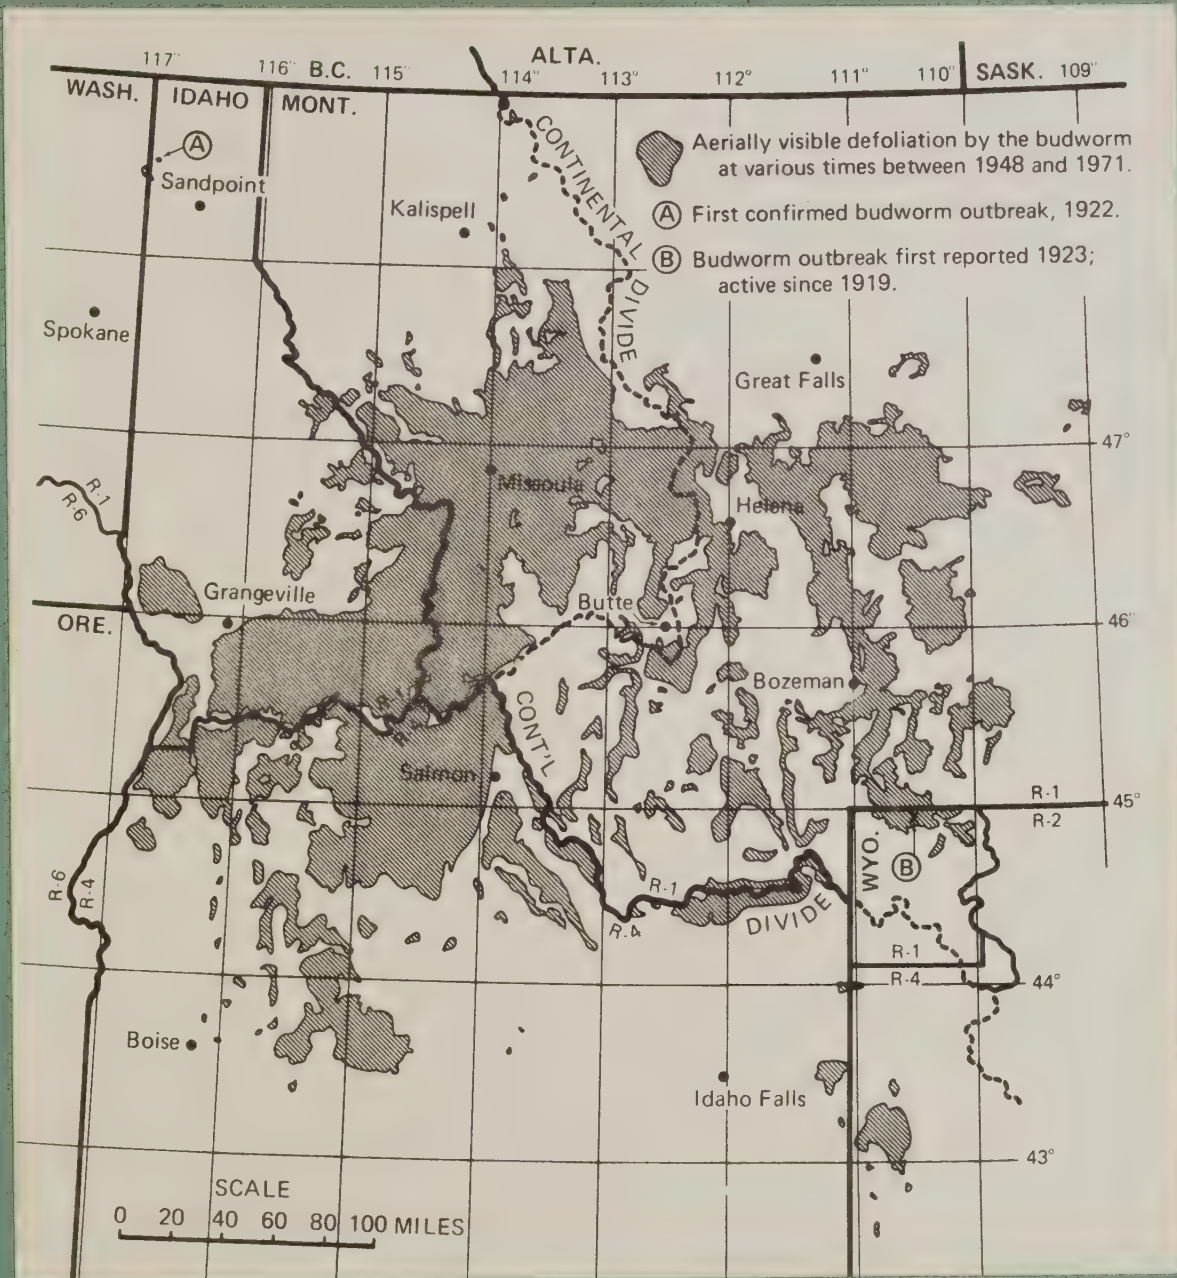 ALTA.
117" 116" B.C. 115" 114" 113" 112° 111" 110" SASK. 109"
WASH. IDAHO MONT.
CONTINENTAL DIVIDE
Aerially visible defoliation by the budworm
at various times between 1948 and 1971.
A First confirmed budworm outbreak, 1922.
B Budworm outbreak first reported 1923;
active since 1919.
A
Sandpoint
Kalispell
Spokane
Great Falls
47°
Missoula
R-1
R-6
Helena
Grangeville
Butte
46"
ORE.
Bozeman
CONT'L
R-1
R-4
Salmon
R-1
45°
R-2
WYO.
B
R-6
R-4
R-1
R-4
DIVIDE
R-1
R-4
44°
Boise
Idaho Falls
43°
SCALE
0 20 40 60 80 100 MILES